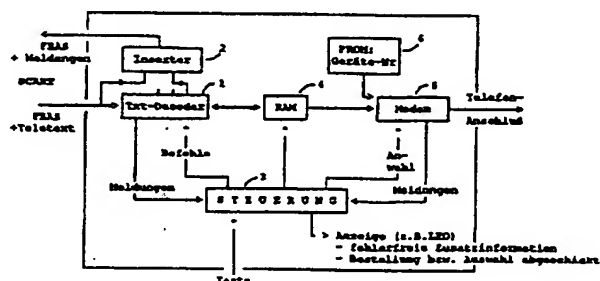 FBAS
+ Meldungen
2
Inserter
PROM:
Geräte-Nr
6
SCART
1
4
5
Txt-Decoder
RAM
Modem
Telefon-
Anschluß
FBAS
+Teletext
Befehle
An-
wahl
Meldungen
3
Meldungen
S T E U E R U N G
Anzeige (z.B.LED)
- fehlerfreie Zusatzinformation
- Bestellung bzw. Auswahl abgeschickt
Taste